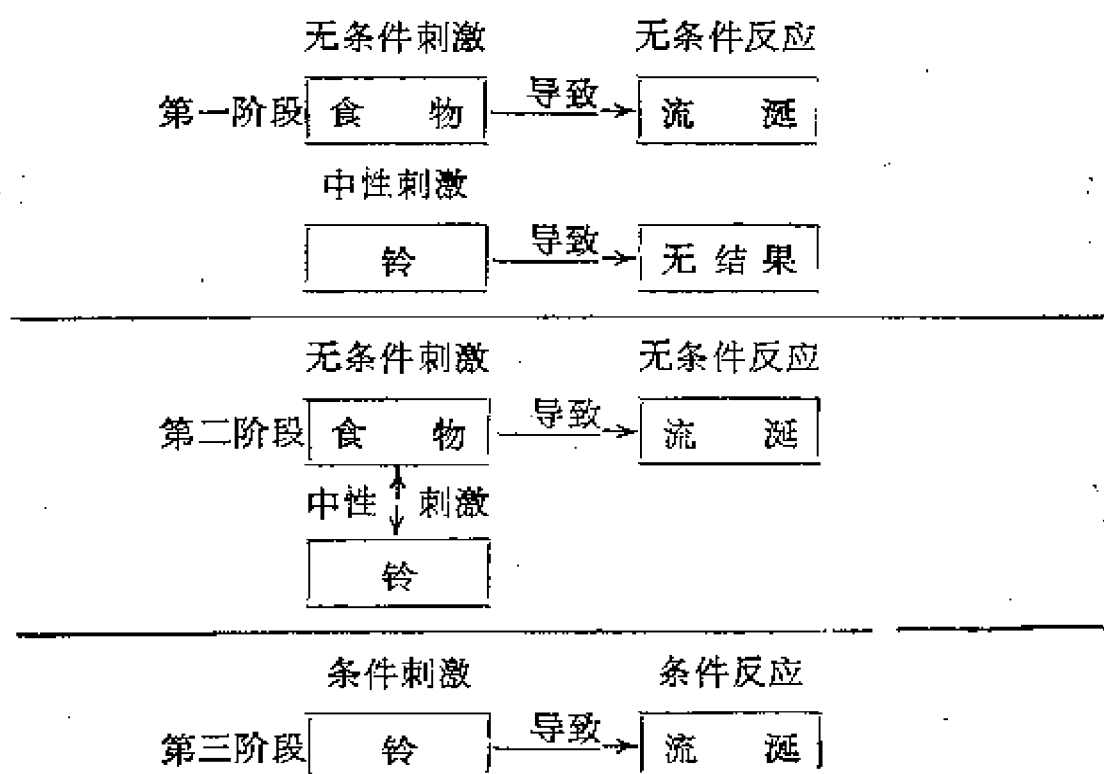 无条件刺激 无条件反应
第一阶段 食 物 导致 流 涎
中性刺激
铃 导致 无结果
无条件刺激 无条件反应
第二阶段 食 物 导致 流 涎
中性 刺激
铃
条件刺激 条件反应
第三阶段 铃 导致 流 涎